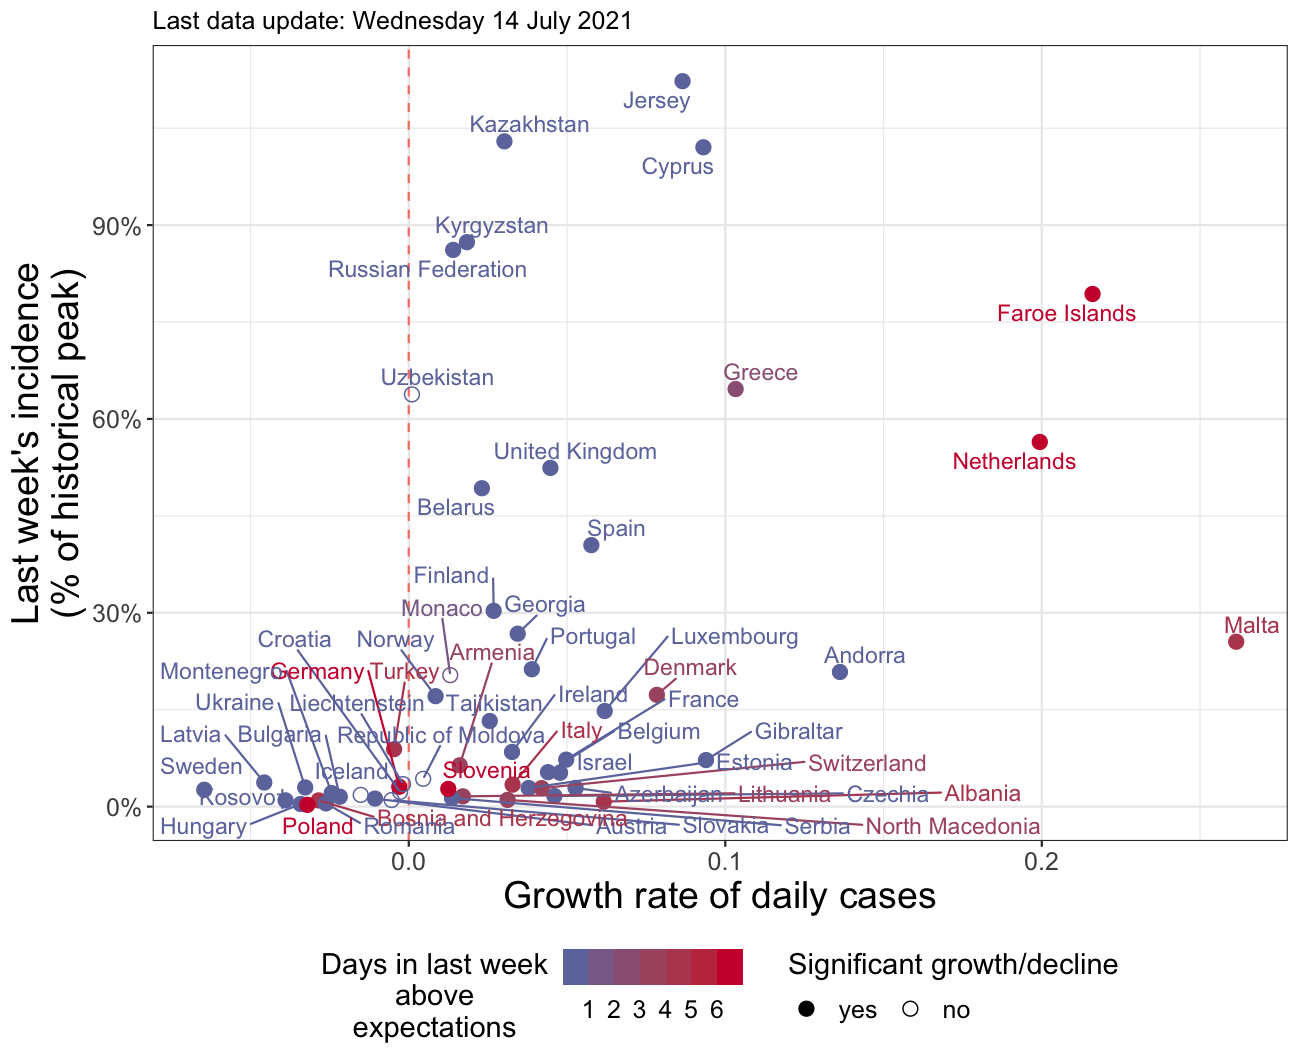 Last data update: Wednesday 14 July 2021
Jersey
Kazakhstan
Cyprus
Kyrgyzstan
90%
Russian Federation
Last week's incidence
(% of historical peak)
Faroe Islands
Greece
Uzbekistan
60%
United Kingdom
Netherlands
Belarus
Spain
Finland
Georgia
Monaco
30%
Malta
Croatia
Norway
Portugal
Luxembourg
Armenia
Andorra
Montenegro
Germany
Turkey
Denmark
Ukraine
Liechtenstein
Tajikistan
Ireland
France
Latvia
Bulgaria
Republic of Moldova
Italy
Belgium
Gibraltar
Sweden
Iceland
Slovenia
Israel
Estonia
Switzerland
Kosovo
Azerbaijan
Lithuania
Czechia
Albania
0%
Hungary
Poland
Romania
Bosnia and Herzegovina
Austria
Slovakia
Serbia
North Macedonia
0.0
0.1
0.2
Growth rate of daily cases
Days in last week
above
expectations
1 2 3 4 5 6
Significant growth/decline
yes
no